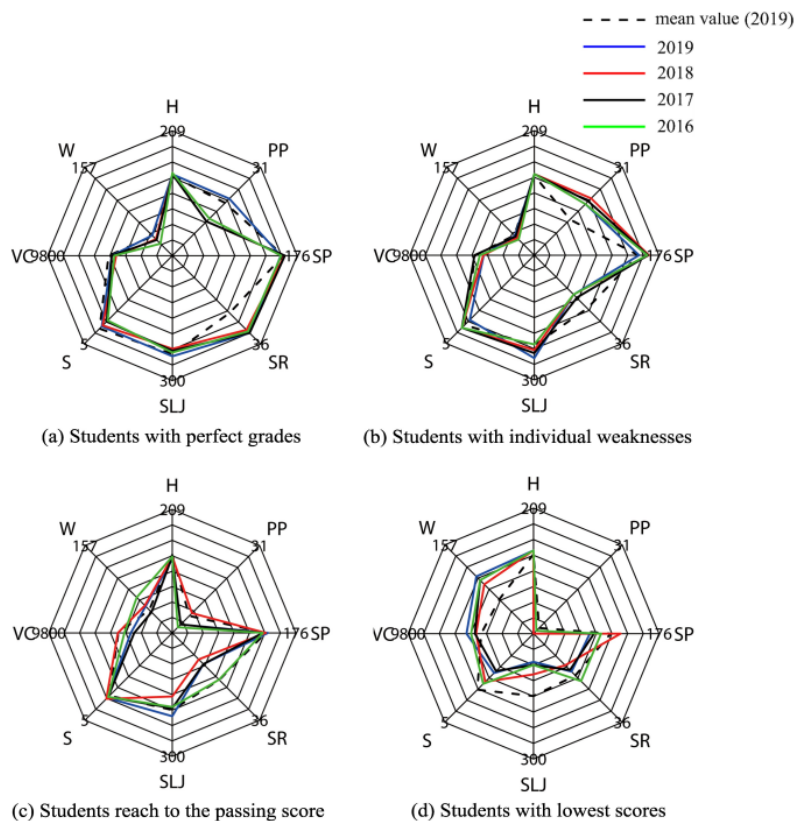 mean value (2019)
2019
2018
2017
2016
H
209
W
157
PP
31
VC
9800
176
SP
S
5
SR
36
300
SLJ
(a) Students with perfect grades
H
209
W
157
PP
31
VC
9800
176
SP
S
5
SR
36
300
SLJ
(b) Students with individual weaknesses
H
209
W
157
PP
31
VC
9800
176
SP
S
5
SR
36
300
SLJ
(c) Students reach to the passing score
H
209
W
157
PP
31
VC
9800
176
SP
S
5
SR
36
300
SLJ
(d) Students with lowest scores